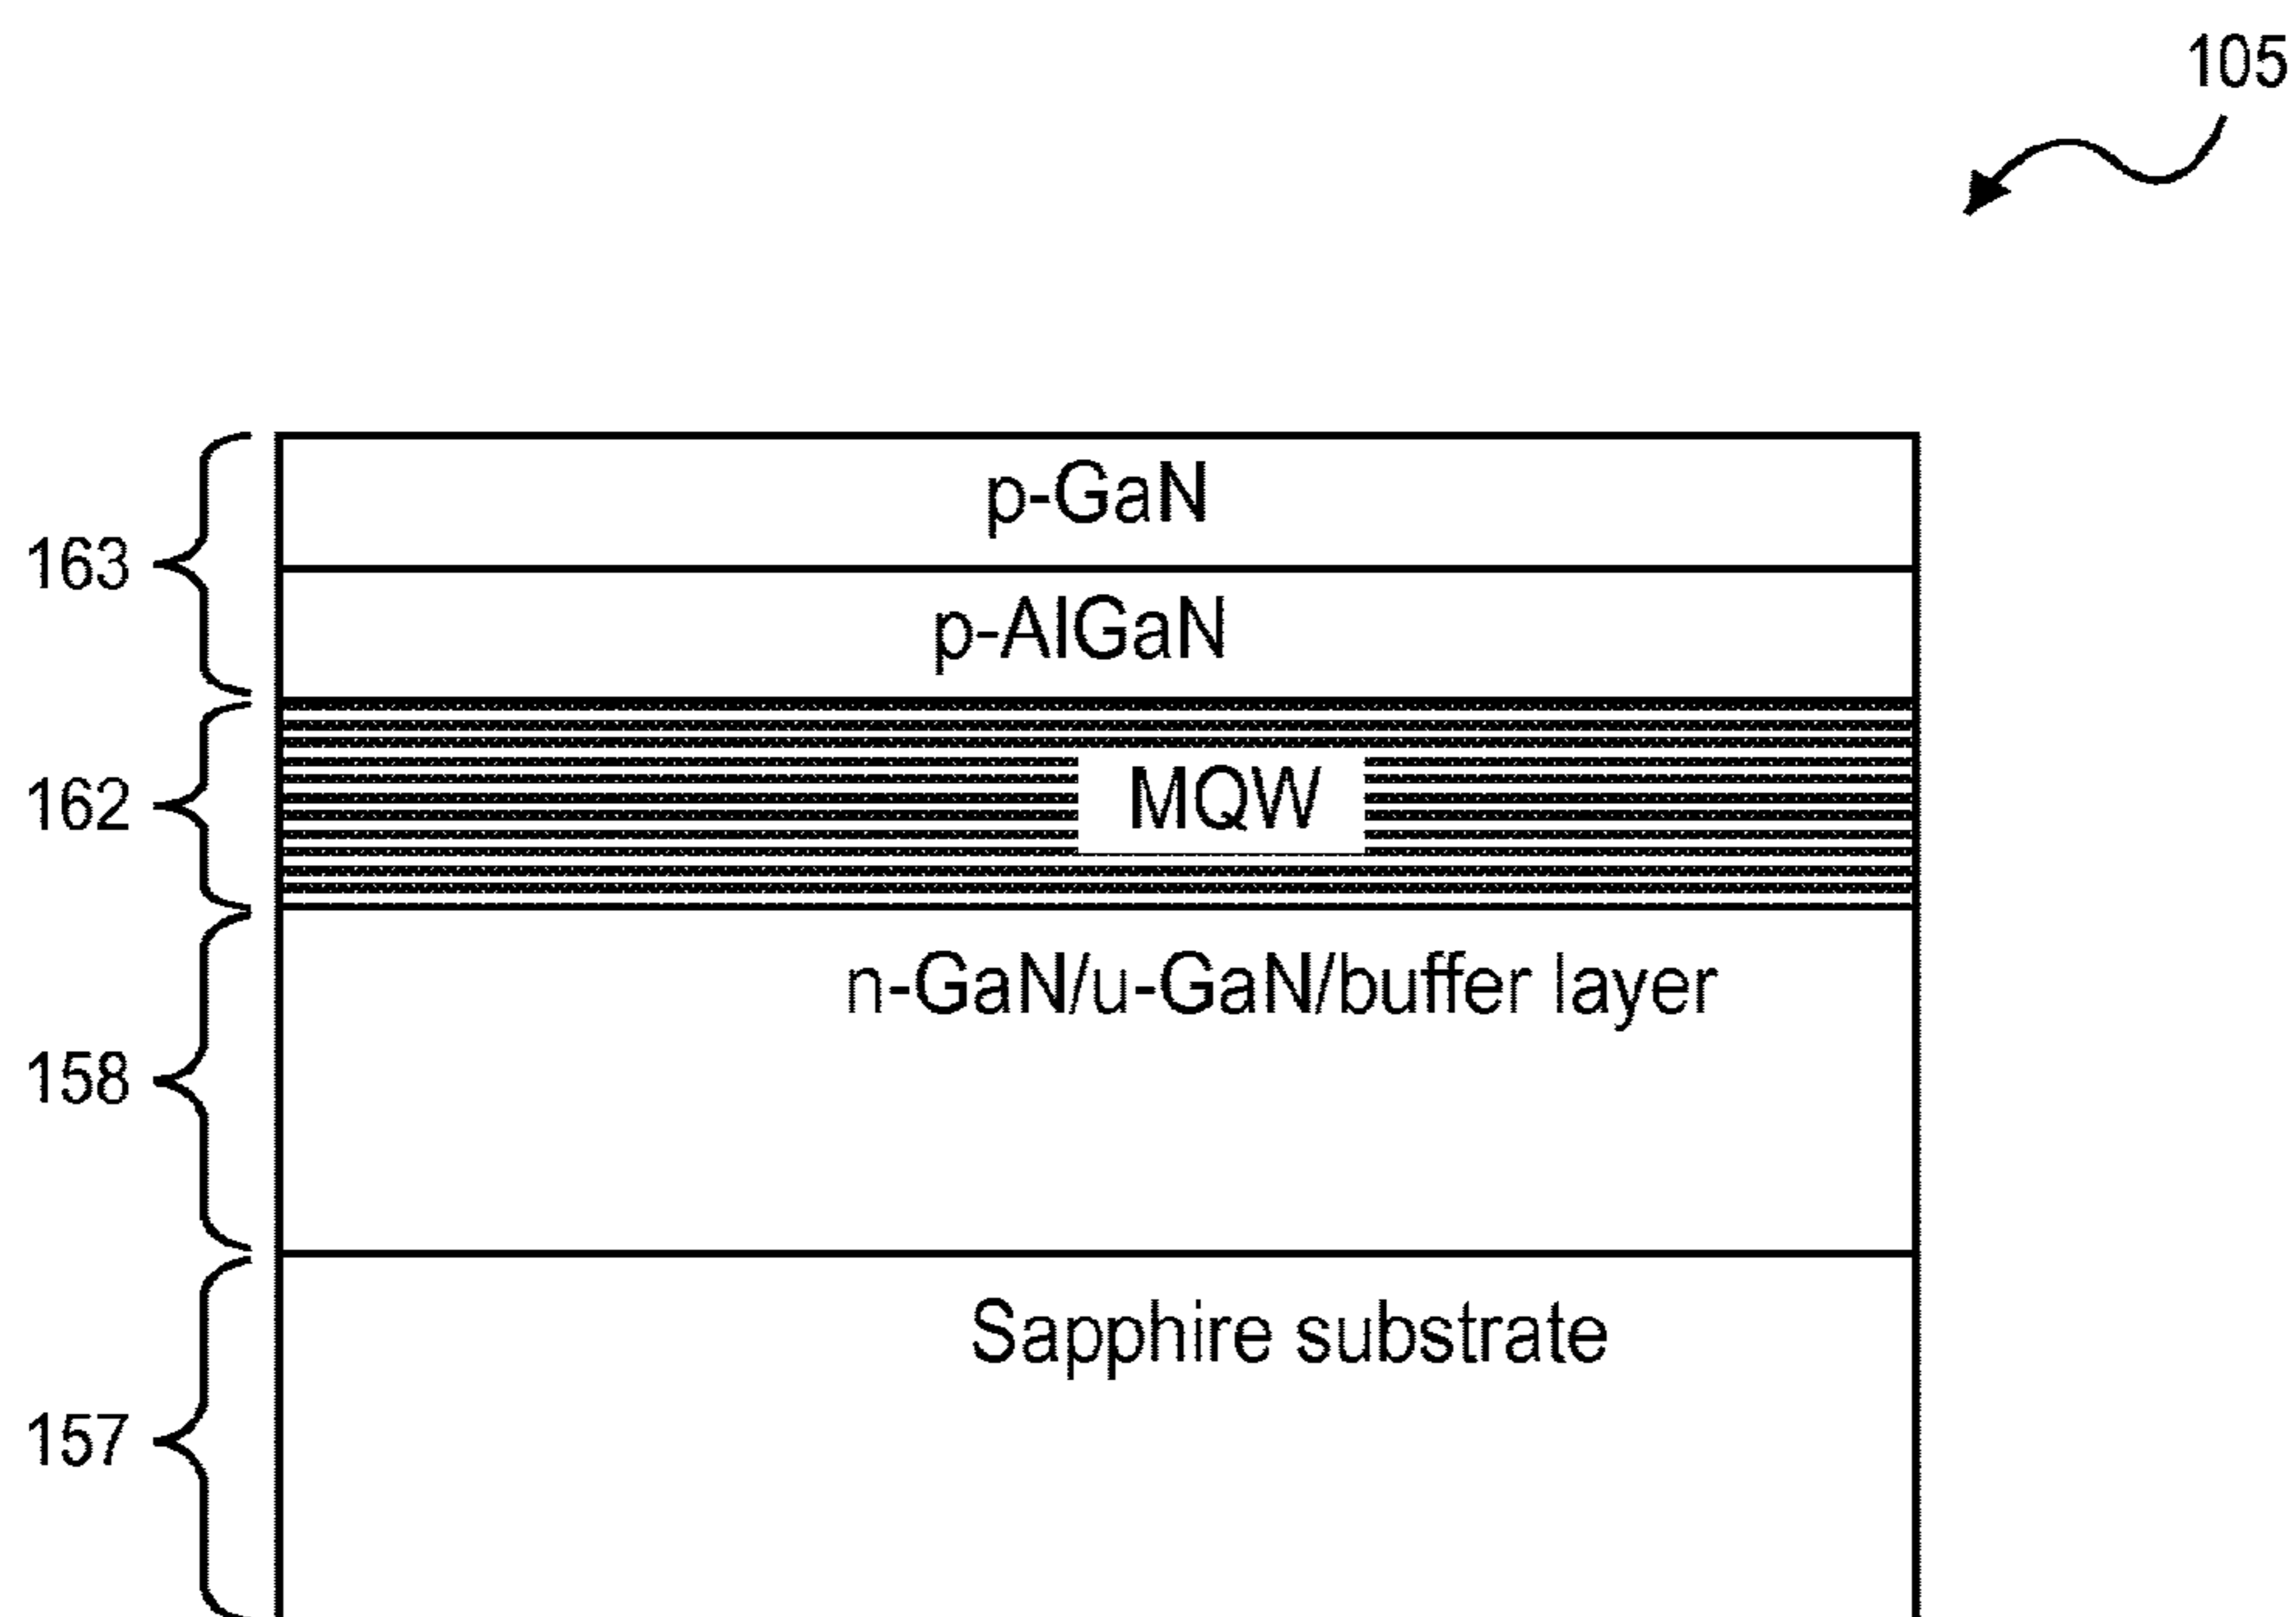 105
p-GaN
163
p-AlGaN
162
MQW
n-GaN/u-GaN/buffer layer
158
Sapphire substrate
157